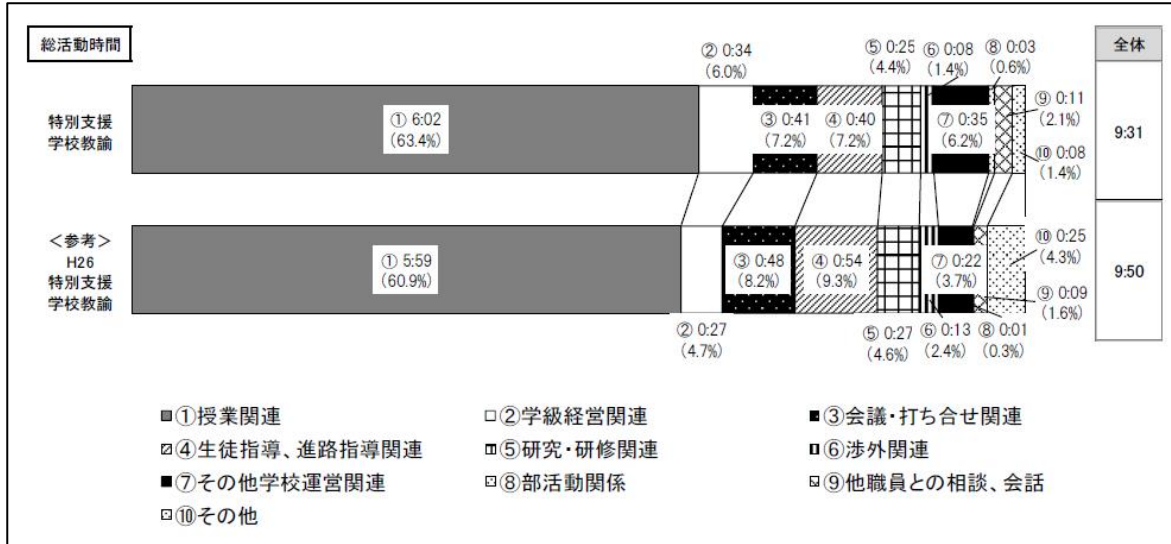 総活動時間
全体
② 0:34
(6.0%)
⑤ 0:25
(4.4%)
⑥ 0:08
(1.4%)
⑧ 0:03
(0.6%)
特別支援
学校教諭
① 6:02
(63.4%)
③ 0:41
(7.2%)
④ 0:40
(7.2%)
⑦ 0:35
(6.2%)
⑨ 0:11
(2.1%)
⑩ 0:08
(1.4%)
9:31
<参考>
H26
特別支援
学校教諭
① 5:59
(60.9%)
③ 0:48
(8.2%)
④ 0:54
(9.3%)
⑦ 0:22
(3.7%)
⑩ 0:25
(4.3%)
9:50
② 0:27
(4.7%)
⑤ 0:27
(4.6%)
⑥ 0:13
(2.4%)
⑧ 0:01
(0.3%)
⑨ 0:09
(1.6%)
①授業関連
②学級経営関連
③会議・打ち合せ関連
④生徒指導、進路指導関連
⑤研究・研修関連
⑥渉外関連
⑦その他学校運営関連
⑧部活動関係
⑨他職員との相談、会話
⑩その他